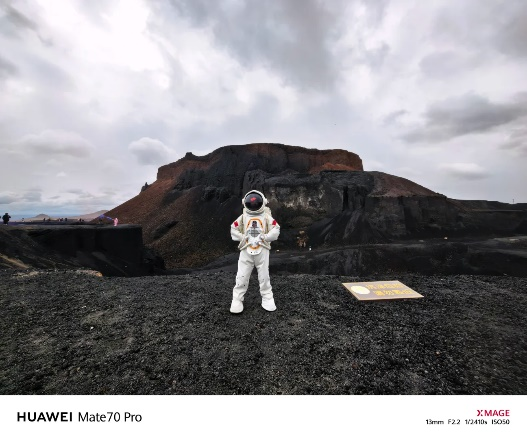 HUAWEI Mate70 Pro
XMAGE
13mm F2.2 1/2410s ISO50